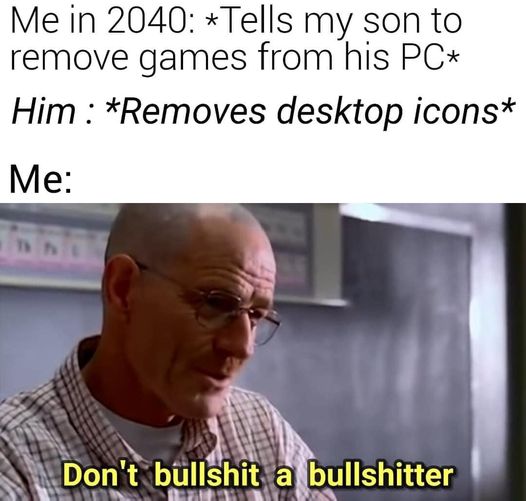 Me in 2040: *Tells my son to
remove games from his PC*
Him : *Removes desktop icons*
Me:
Don't bullshit a bullshitter